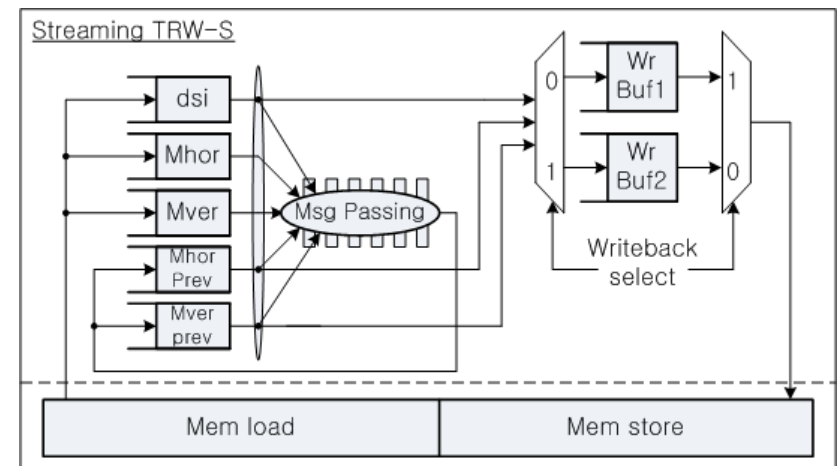 Streaming TRW-S
dsi
Mhor
Mver
Mhor
Prev
Mver
prev
Msg Passing
0
1
Wr
Buf1
Wr
Buf2
1
0
Writeback
select
Mem load
Mem store